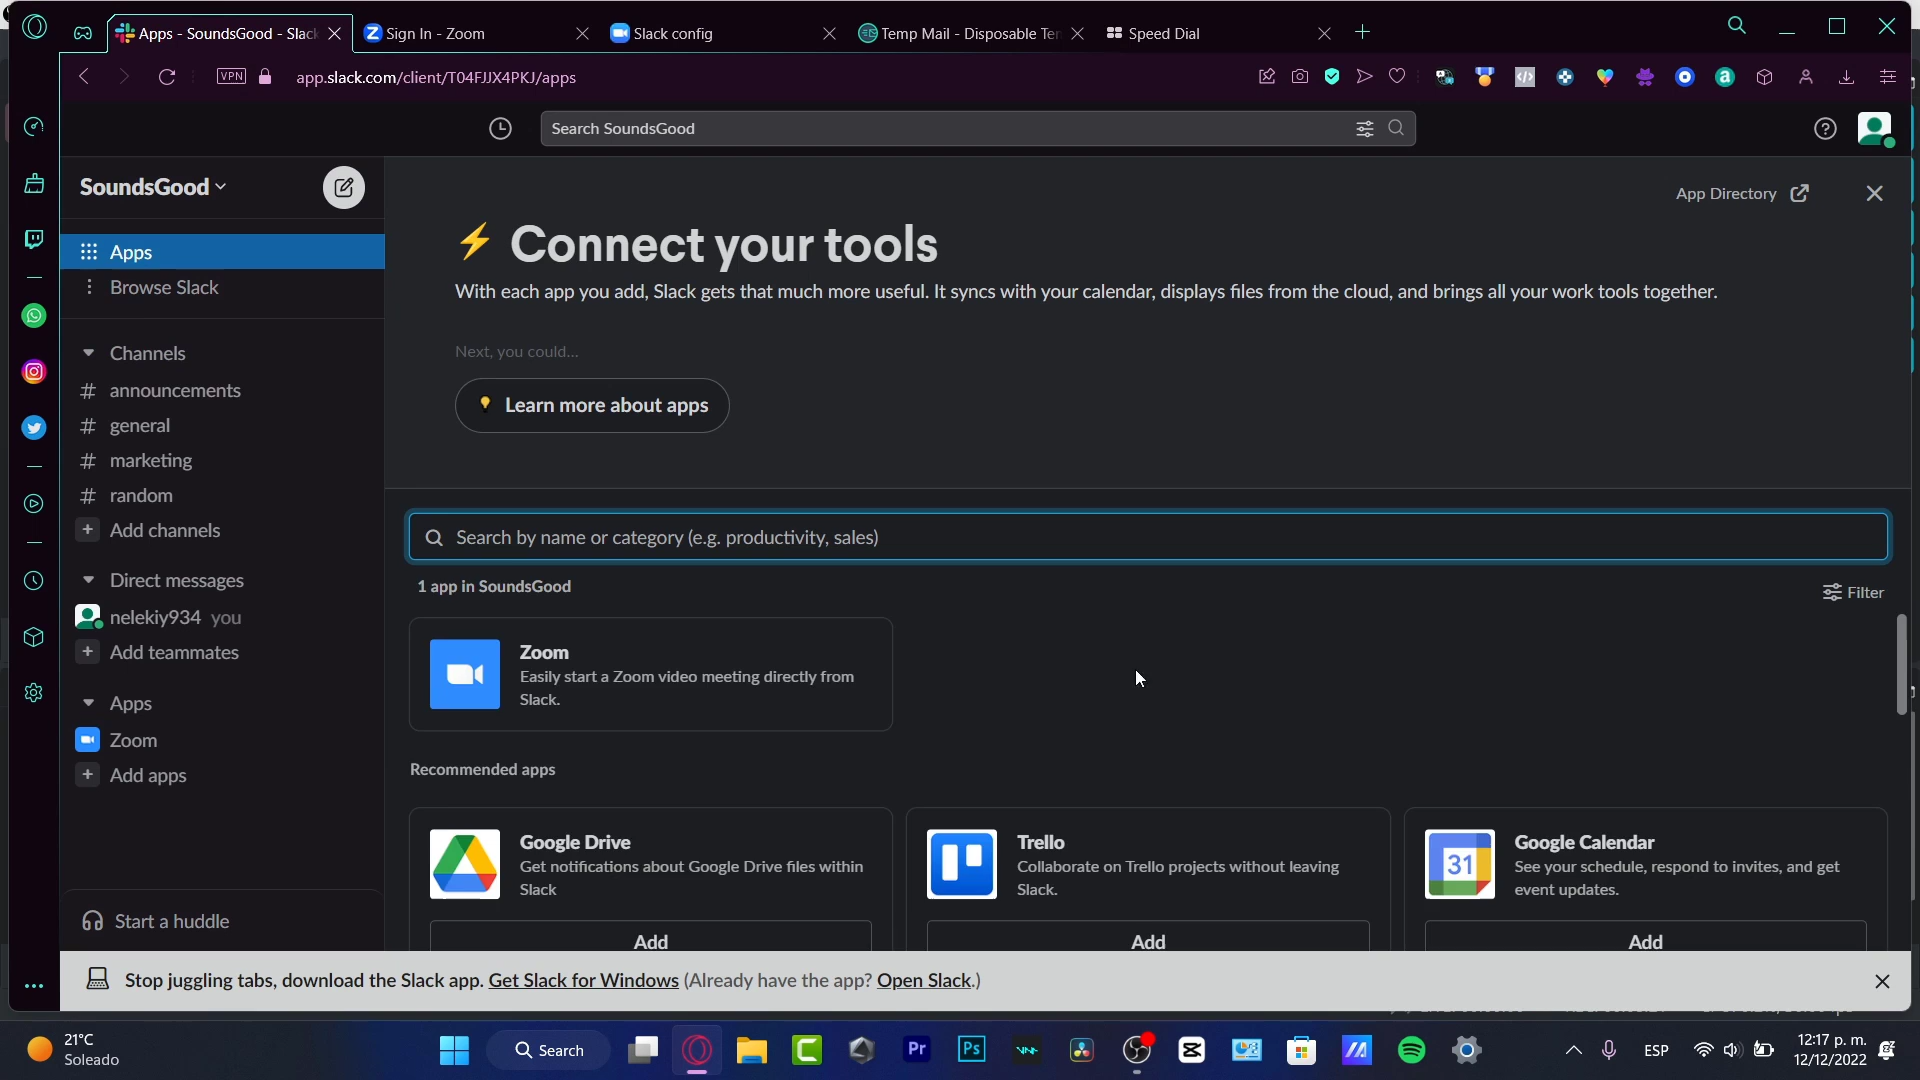 Apps - SoundsGood - Slack
Sign In - Zoom
Slack config
Temp Mail - Disposable Te
Speed Dial
VPN
app.slack.com/client/T04FJJX4PKJ/apps
Search SoundsGood
SoundsGood
App Directory
Connect your tools
With each app you add, Slack gets that much more useful. It syncs with your calendar, displays files from the cloud, and brings all your work tools together.
Next, you could...
Learn more about apps
Apps
Browse Slack
Channels
# announcements
# general
# marketing
# random
+ Add channels
Direct messages
nelekiy934 you
+ Add teammates
Apps
Zoom
+ Add apps
Start a huddle
Search by name or category (e.g. productivity, sales)
1 app in SoundsGood
Filter
Zoom
Easily start a Zoom video meeting directly from
Slack.
Recommended apps
Google Drive
Get notifications about Google Drive files within
Slack
Add
Trello
Collaborate on Trello projects without leaving
Slack.
Add
31
Google Calendar
See your schedule, respond to invites, and get
event updates.
Add
Stop juggling tabs, download the Slack app. Get Slack for Windows (Already have the app? Open Slack.)
21°C
Soleado
Search
Pr
Ps
ESP
12:17 p. m.
12/12/2022